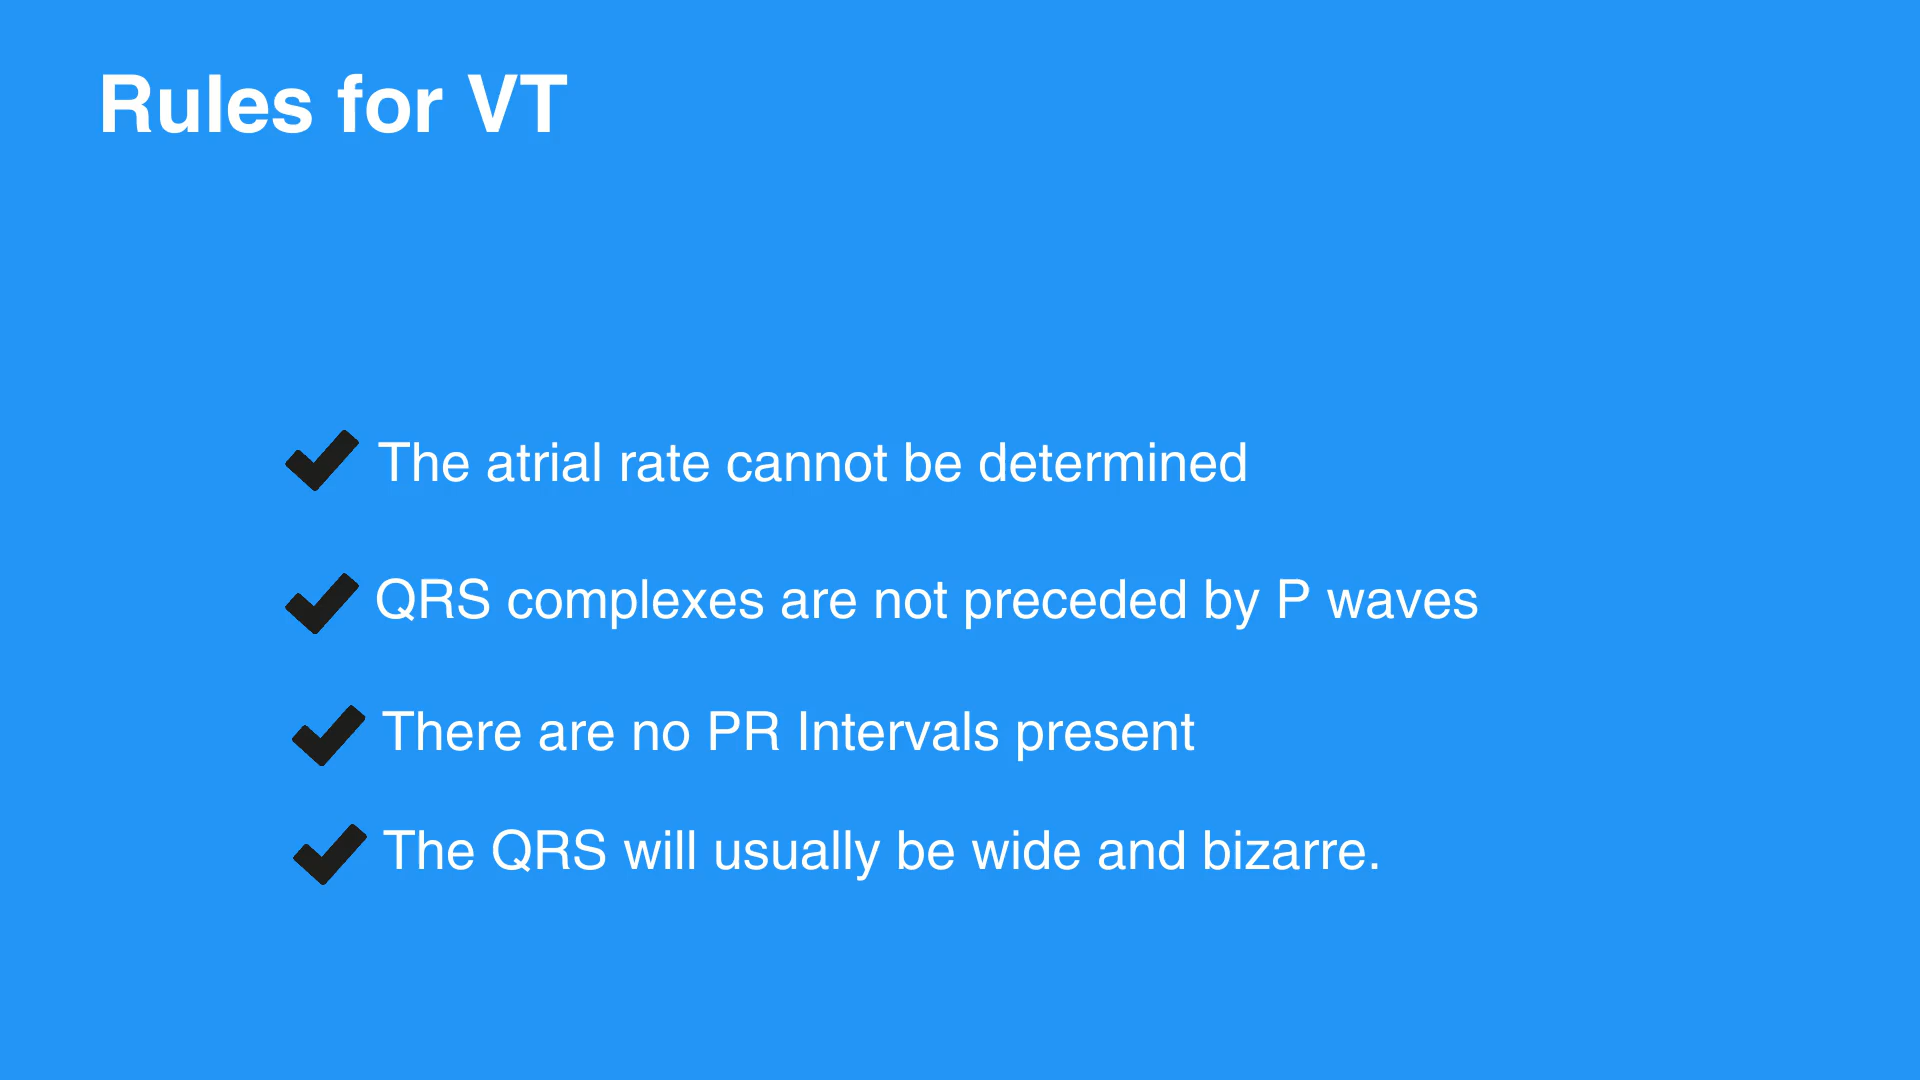 Rules for VT
The atrial rate cannot be determined
QRS complexes are not preceded by P waves
There are no PR Intervals present
The QRS will usually be wide and bizarre.